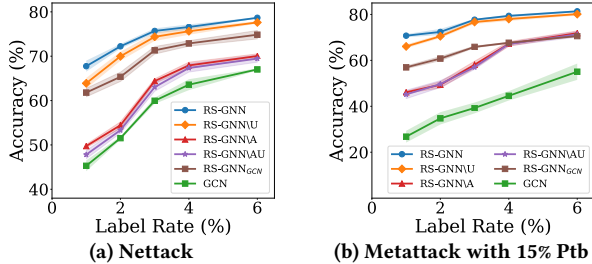 80
70
60
50
40
Accuracy (%)
0
2
4
6
Label Rate (%)
RS-GNN
RS-GNN\U
RS-GNN\A
RS-GNN\AU
RS-GNN_GCN
GCN
(a) Nettack
80
60
40
20
Accuracy (%)
0
2
4
6
Label Rate (%)
RS-GNN
RS-GNN\U
RS-GNN\A
RS-GNN\AU
RS-GNN_GCN
GCN
(b) Metattack with 15% Ptb